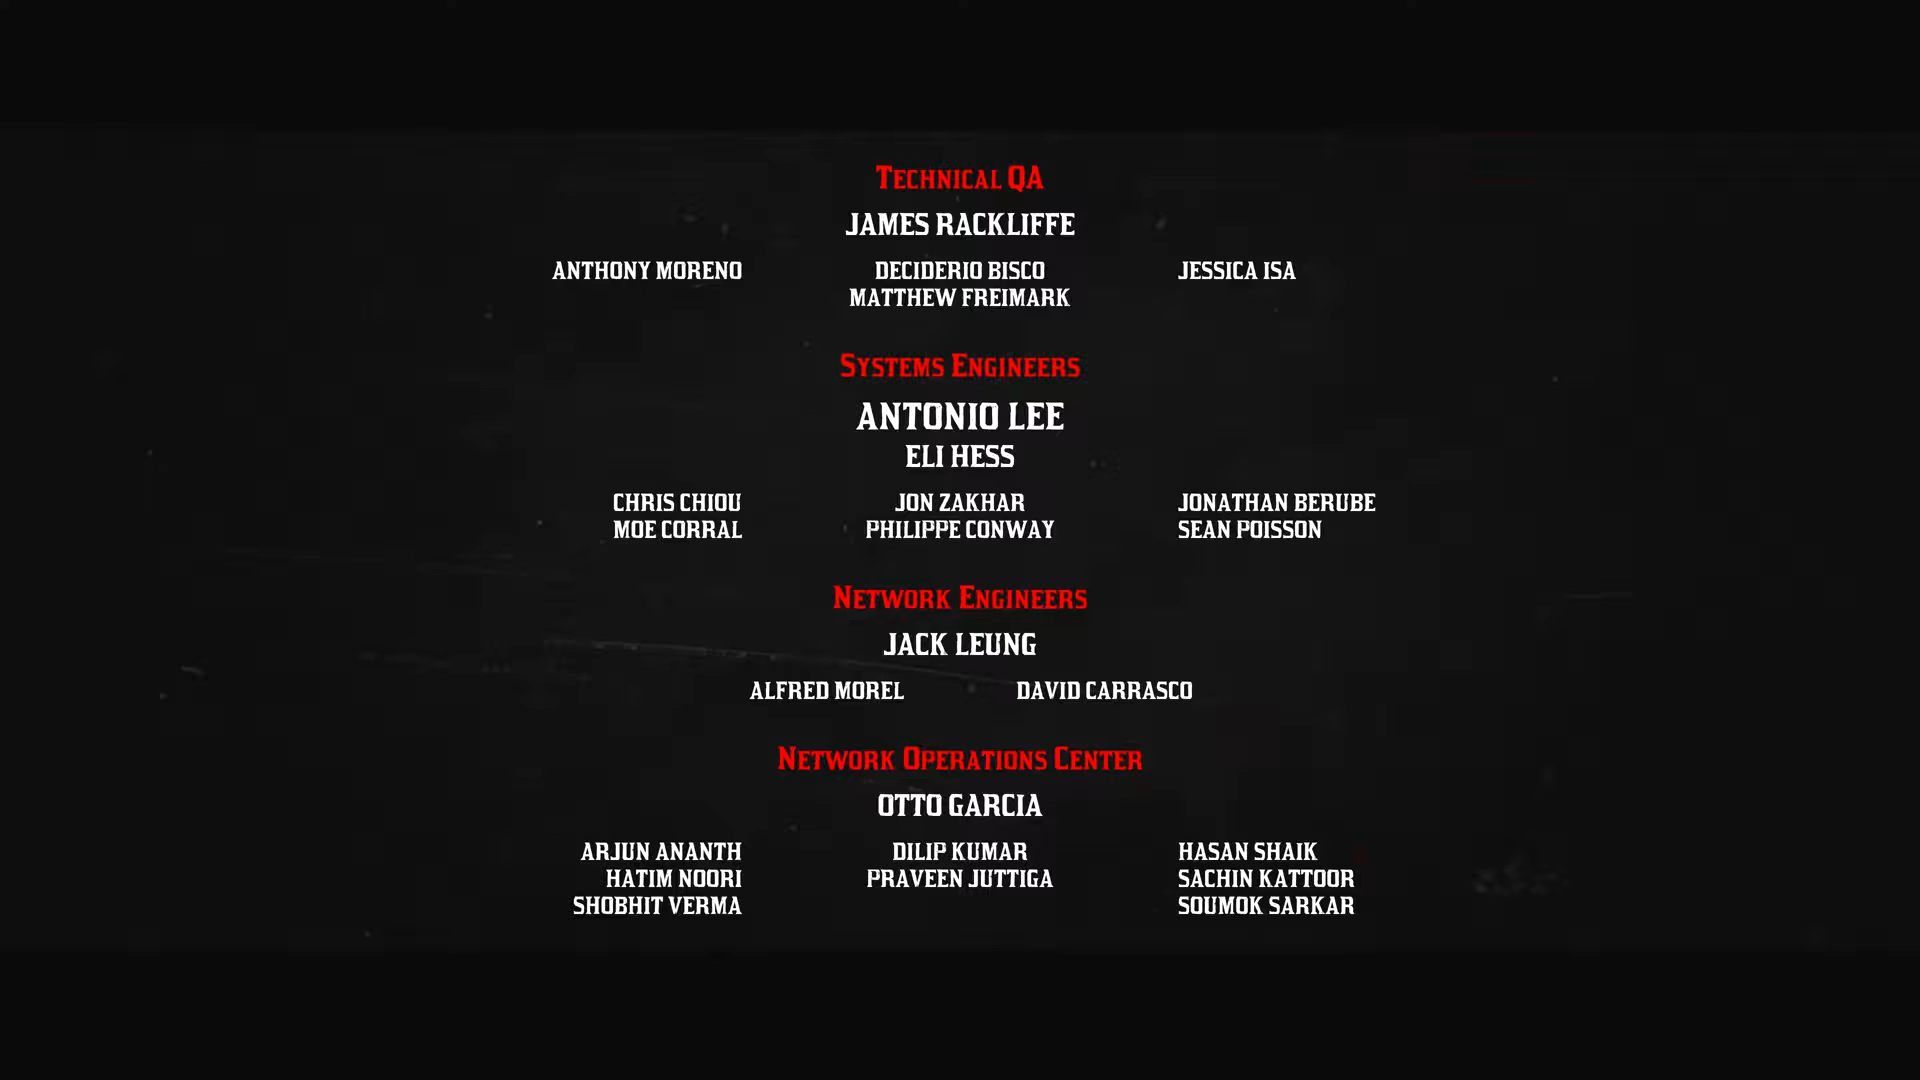 Technical QA
JAMES RACKLIFFE
ANTHONY MORENO DECIDERIO BISCO JESSICA ISA
MATTHEW FREIMARK
Systems Engineers
ANTONIO LEE
ELI HESS
CHRIS CHIOU JON ZAKHAR JONATHAN BERUBE
MOE CORRAL PHILIPPE CONWAY SEAN POISSON
Network Engineers
JACK LEUNG
ALFRED MOREL DAVID CARRASCO
Network Operations Center
OTTO GARCIA
ARJUN ANANTH DILIP KUMAR HASAN SHAIK
HATIM NOORI PRAVEEN JUTTIGA SACHIN KATTOOR
SHOBHIT VERMA SOUMOK SARKAR